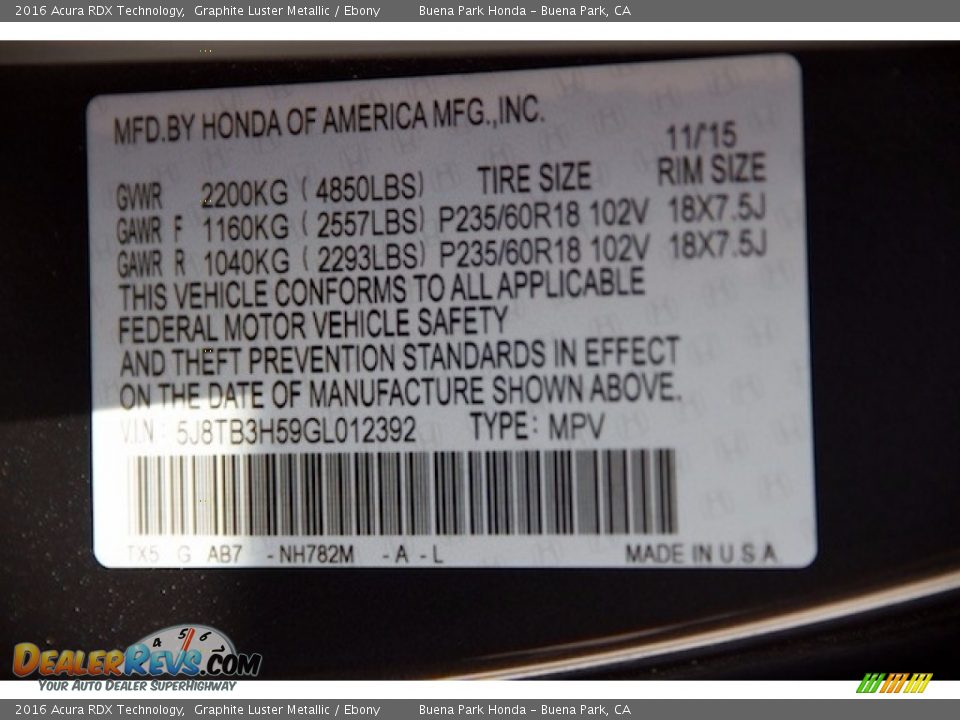 2016 Acura RDX Technology, Graphite Luster Metallic / Ebony Buena Park Honda - Buena Park, CA
MFD.BY HONDA OF AMERICA MFG.,INC.
11/'15
GVWR 2200KG ( 4850LBS) TIRE SIZE RIM SIZE
GAWR F 1160KG ( 2557LBS) P235/60R18 102V 18X7.5J
GAWR R 1040KG ( 2293LBS) P235/60R18 102V 18X7.5J
THIS VEHICLE CONFORMS TO ALL APPLICABLE
FEDERAL MOTOR VEHICLE SAFETY
AND THEFT PREVENTION STANDARDS IN EFFECT
ON THE DATE OF MANUFACTURE SHOWN ABOVE.
V.I.N : 5J8TB3H59GL012392 TYPE: MPV
TX5 G AB7 - NH782M - A - L MADE IN U S A
4 5 6
DEALERREVS.COM
YOUR AUTO DEALER SUPERHIGHWAY
2016 Acura RDX Technology, Graphite Luster Metallic / Ebony Buena Park Honda - Buena Park, CA